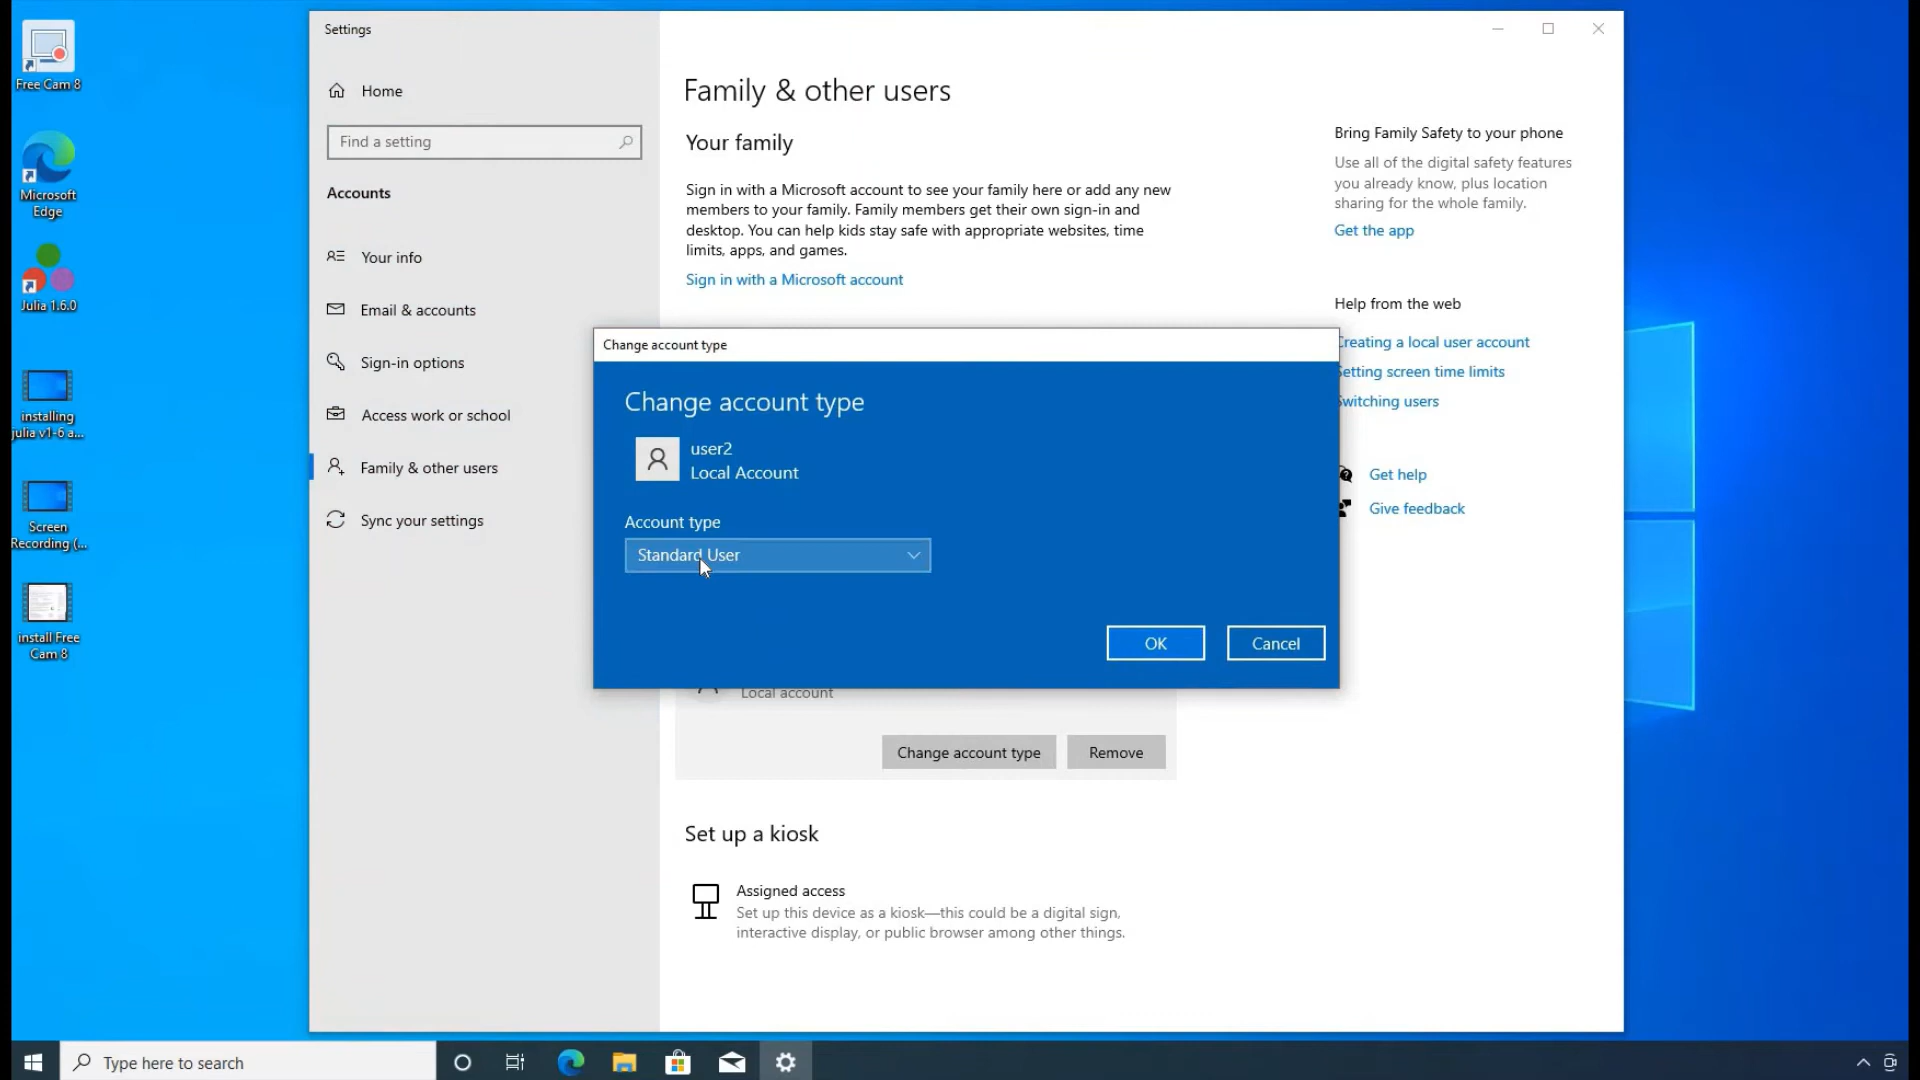 Free Cam 8
Microsoft
Edge
Julia 1.6.0
installing
julia v1-6 a...
Screen
Recording (...
install Free
Cam 8
Settings
Home
Find a setting
Accounts
Your info
Email & accounts
Sign-in options
Access work or school
Family & other users
Sync your settings
Family & other users
Your family
Sign in with a Microsoft account to see your family here or add any new
members to your family. Family members get their own sign-in and
desktop. You can help kids stay safe with appropriate websites, time
limits, apps, and games.
Sign in with a Microsoft account
Change account type
Change account type
user2
Local Account
Account type
Standard User
OK
Cancel
Local account
Change account type
Remove
Set up a kiosk
Assigned access
Set up this device as a kiosk—this could be a digital sign,
interactive display, or public browser among other things.
Bring Family Safety to your phone
Use all of the digital safety features
you already know, plus location
sharing for the whole family.
Get the app
Help from the web
Creating a local user account
Setting screen time limits
Switching users
Get help
Give feedback
Type here to search